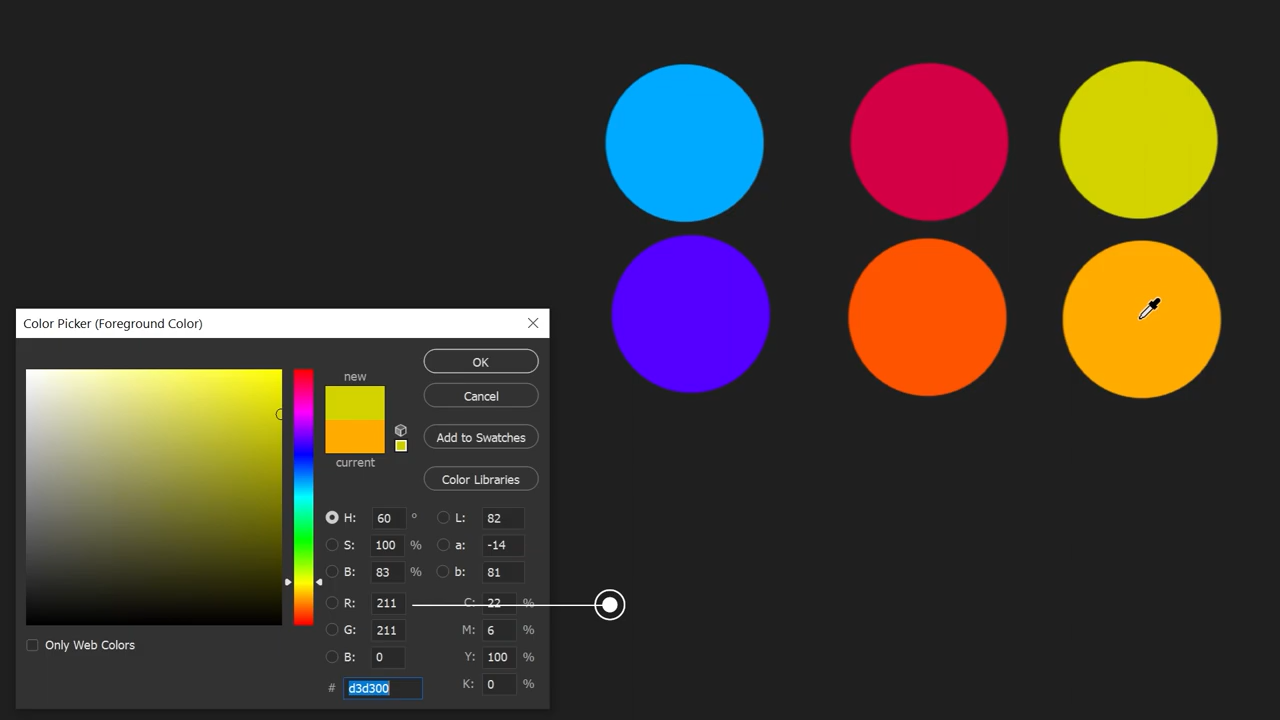 Color Picker (Foreground Color)
new
current
OK
Cancel
Add to Swatches
Color Libraries
H: 60 °
S: 100 %
B: 83 %
R: 211
G: 211
B: 0
# d3d300
L: 82
a: -14
b: 81
C: 22 %
M: 6 %
Y: 100 %
K: 0 %
Only Web Colors